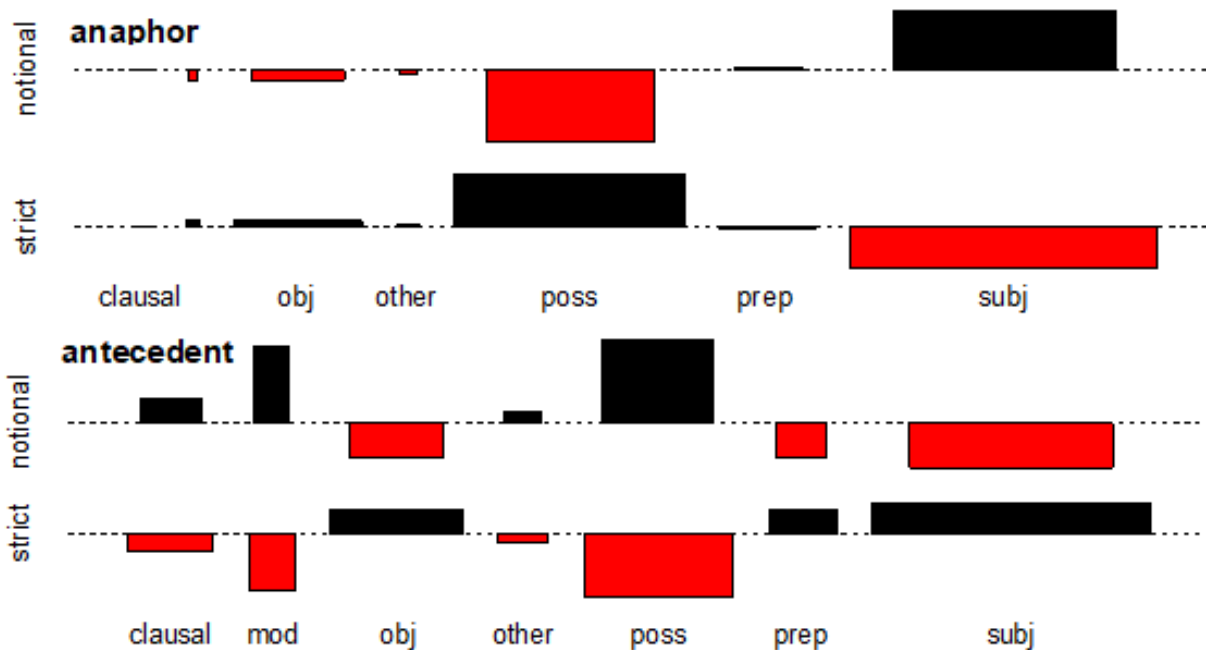 anaphor
notional
strict
clausal obj other poss prep subj
antecedent
notional
strict
clausal mod obj other poss prep subj